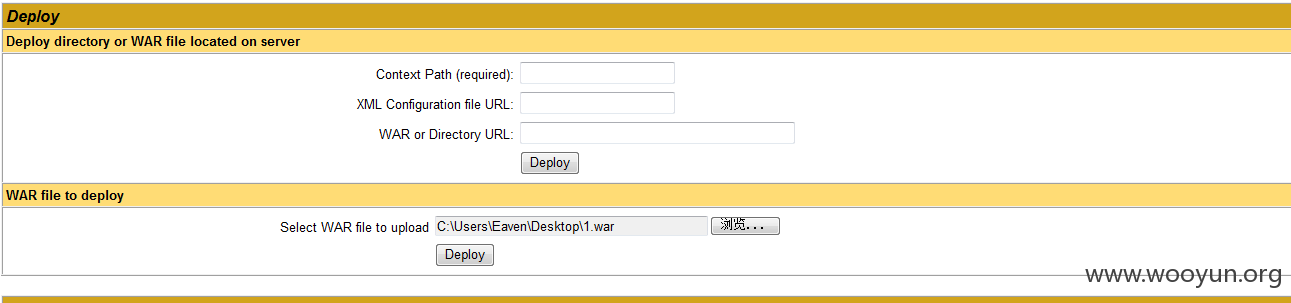 Deploy
Deploy directory or WAR file located on server
Context Path (required):
XML Configuration file URL:
WAR or Directory URL:
Deploy
WAR file to deploy
Select WAR file to upload C:\Users\Eaven\Desktop\1.war 浏览...
Deploy
www.wooyun.org